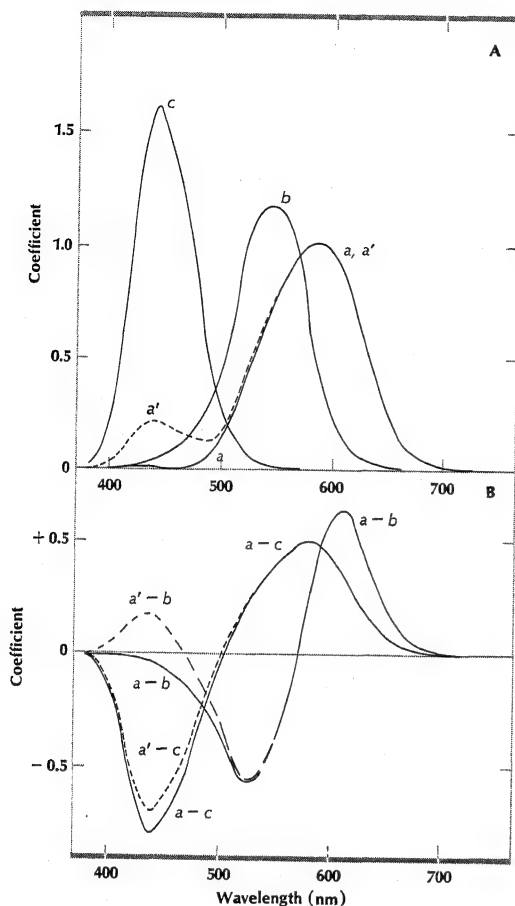 A
c
1.5
b
1.0
a, a′
Coefficient
0.5
a′
a
0
400
500
600
700
B
a – b
+ 0.5
a – c
a′ – b
0
Coefficient
a – b
a′ – c
– 0.5
a – c
400
500
600
700
Wavelength (nm)